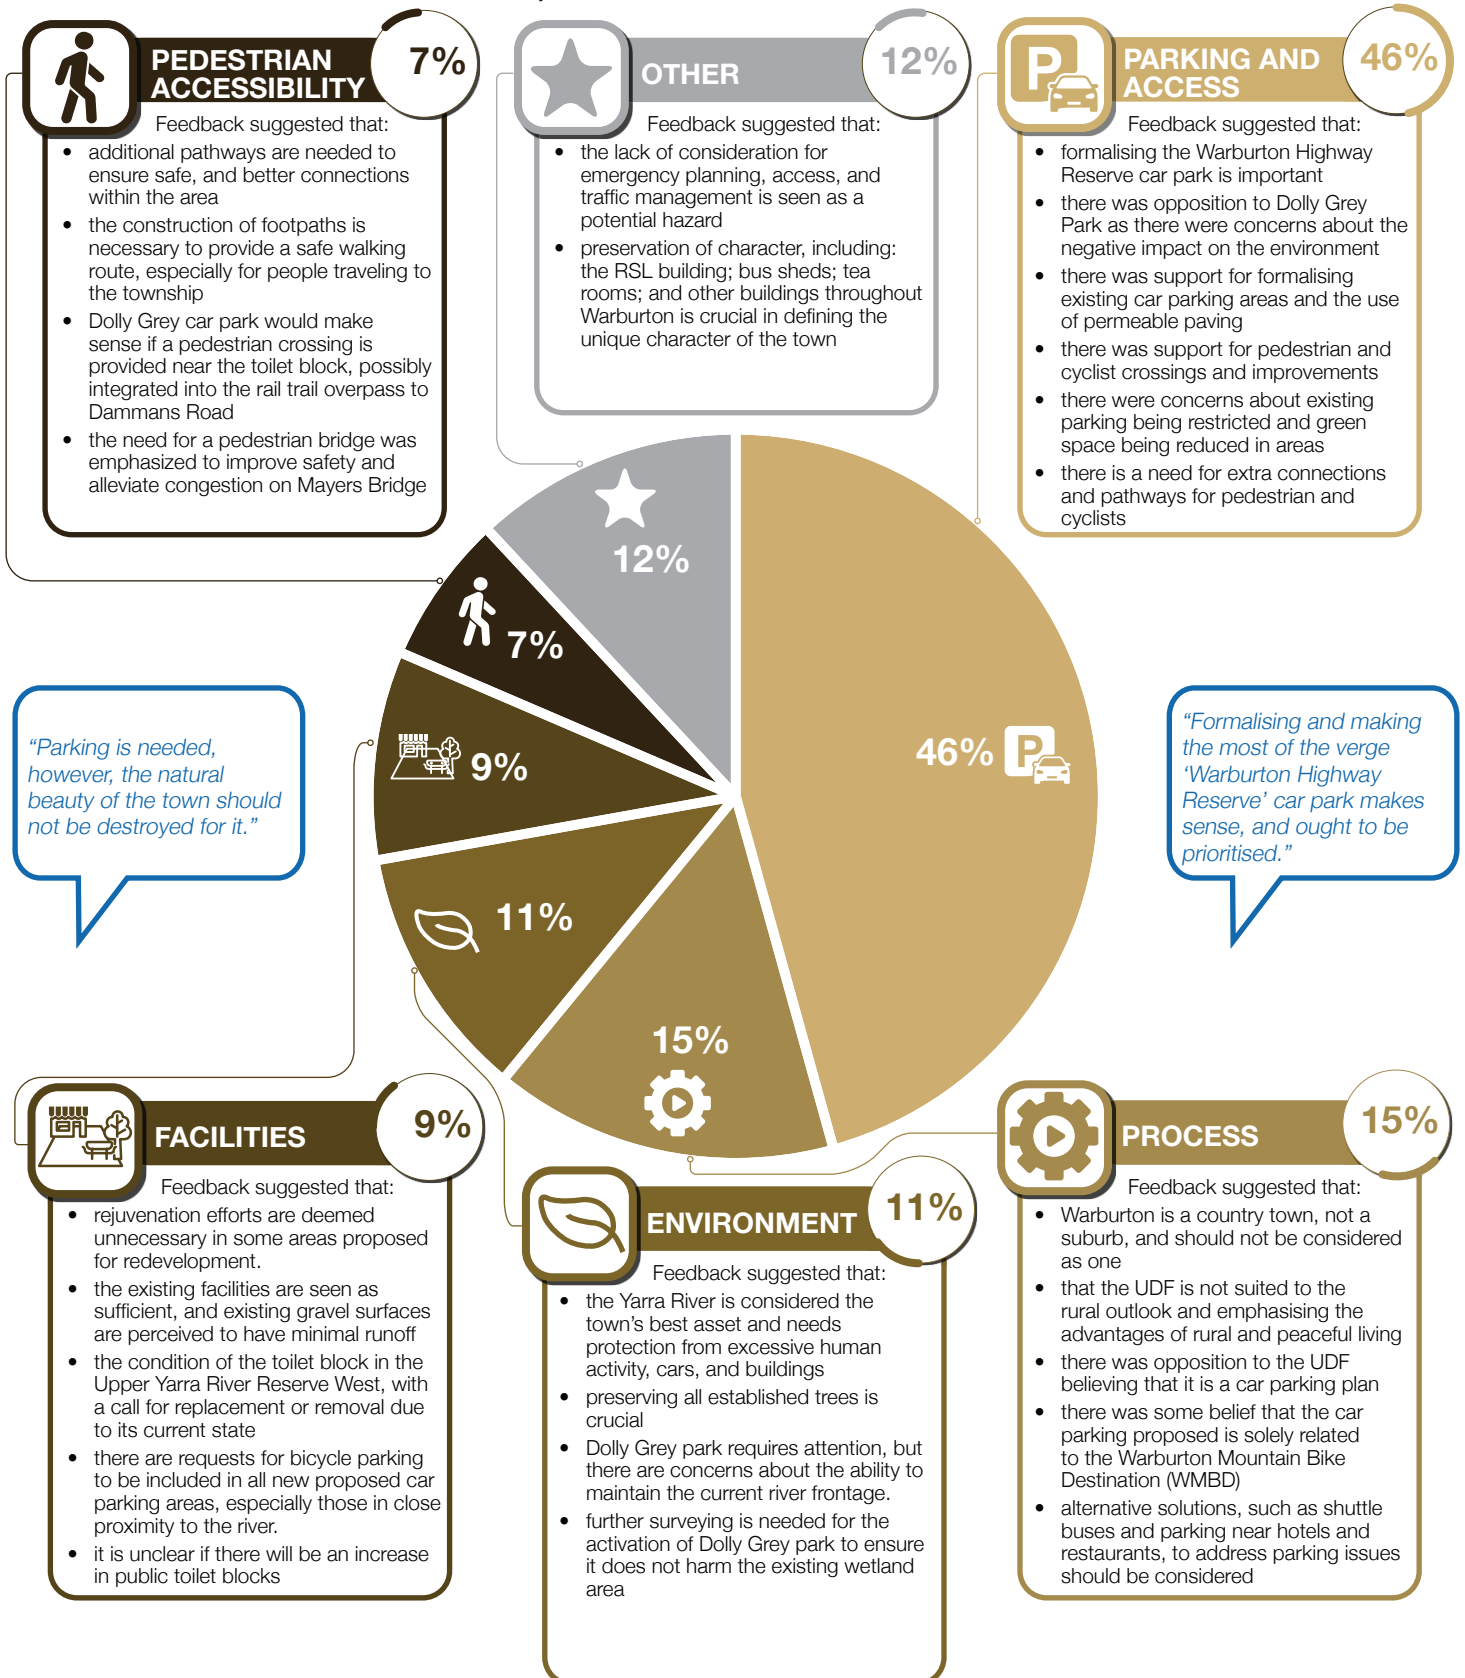 PEDESTRIAN
ACCESSIBILITY
7%
Feedback suggested that:
• additional pathways are needed to
ensure safe, and better connections
within the area
• the construction of footpaths is
necessary to provide a safe walking
route, especially for people traveling to
the township
• Dolly Grey car park would make
sense if a pedestrian crossing is
provided near the toilet block, possibly
integrated into the rail trail overpass to
Dammans Road
• the need for a pedestrian bridge was
emphasized to improve safety and
alleviate congestion on Mayers Bridge
OTHER
12%
Feedback suggested that:
• the lack of consideration for
emergency planning, access, and
traffic management is seen as a
potential hazard
• preservation of character, including:
the RSL building; bus sheds; tea
rooms; and other buildings throughout
Warburton is crucial in defining the
unique character of the town
P
PARKING AND
ACCESS
46%
Feedback suggested that:
• formalising the Warburton Highway
Reserve car park is important
• there was opposition to Dolly Grey
Park as there were concerns about the
negative impact on the environment
• there was support for formalising
existing car parking areas and the use
of permeable paving
• there was support for pedestrian and
cyclist crossings and improvements
• there were concerns about existing
parking being restricted and green
space being reduced in areas
• there is a need for extra connections
and pathways for pedestrian and
cyclists
12%
7%
9%
11%
15%
46%
P
“Parking is needed,
however, the natural
beauty of the town should
not be destroyed for it.”
“Formalising and making
the most of the verge
‘Warburton Highway
Reserve’ car park makes
sense, and ought to be
prioritised.”
FACILITIES
9%
Feedback suggested that:
• rejuvenation efforts are deemed
unnecessary in some areas proposed
for redevelopment.
• the existing facilities are seen as
sufficient, and existing gravel surfaces
are perceived to have minimal runoff
• the condition of the toilet block in the
Upper Yarra River Reserve West, with
a call for replacement or removal due
to its current state
• there are requests for bicycle parking
to be included in all new proposed car
parking areas, especially those in close
proximity to the river.
• it is unclear if there will be an increase
in public toilet blocks
ENVIRONMENT
11%
Feedback suggested that:
• the Yarra River is considered the
town’s best asset and needs
protection from excessive human
activity, cars, and buildings
• preserving all established trees is
crucial
• Dolly Grey park requires attention, but
there are concerns about the ability to
maintain the current river frontage.
• further surveying is needed for the
activation of Dolly Grey park to ensure
it does not harm the existing wetland
area
PROCESS
15%
Feedback suggested that:
• Warburton is a country town, not a
suburb, and should not be considered
as one
• that the UDF is not suited to the
rural outlook and emphasising the
advantages of rural and peaceful living
• there was opposition to the UDF
believing that it is a car parking plan
• there was some belief that the car
parking proposed is solely related
to the Warburton Mountain Bike
Destination (WMBD)
• alternative solutions, such as shuttle
buses and parking near hotels and
restaurants, to address parking issues
should be considered